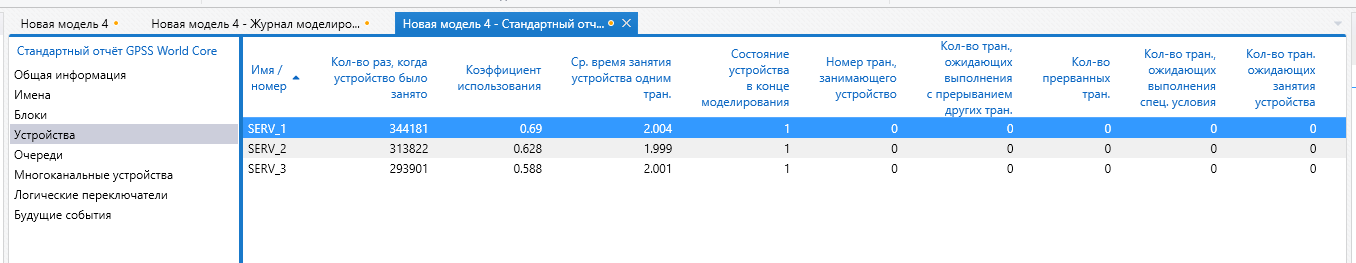 Новая модель 4
Новая модель 4 - Журнал моделиро...
Новая модель 4 - Стандартный отч...
Стандартный отчёт GPSS World Core
Общая информация
Имена
Блоки
Устройства
Очереди
Многоканальные устройства
Логические переключатели
Будущие события
Имя /
номер
Кол-во раз, когда
устройство было
занято
Коэффициент
использования
Ср. время занятия
устройства одним
тран.
Состояние
устройства
в конце
моделирования
Номер тран.,
занимающего
устройство
Кол-во тран.,
ожидающих
выполнения
с прерыванием
других тран.
Кол-во
прерванных
тран.
Кол-во тран.,
ожидающих
выполнения
спец. условия
Кол-во тран.
ожидающих
занятия
устройства
SERV_1 344181 0.69 2.004 1 0 0 0 0 0
SERV_2 313822 0.628 1.999 1 0 0 0 0 0
SERV_3 293901 0.588 2.001 1 0 0 0 0 0